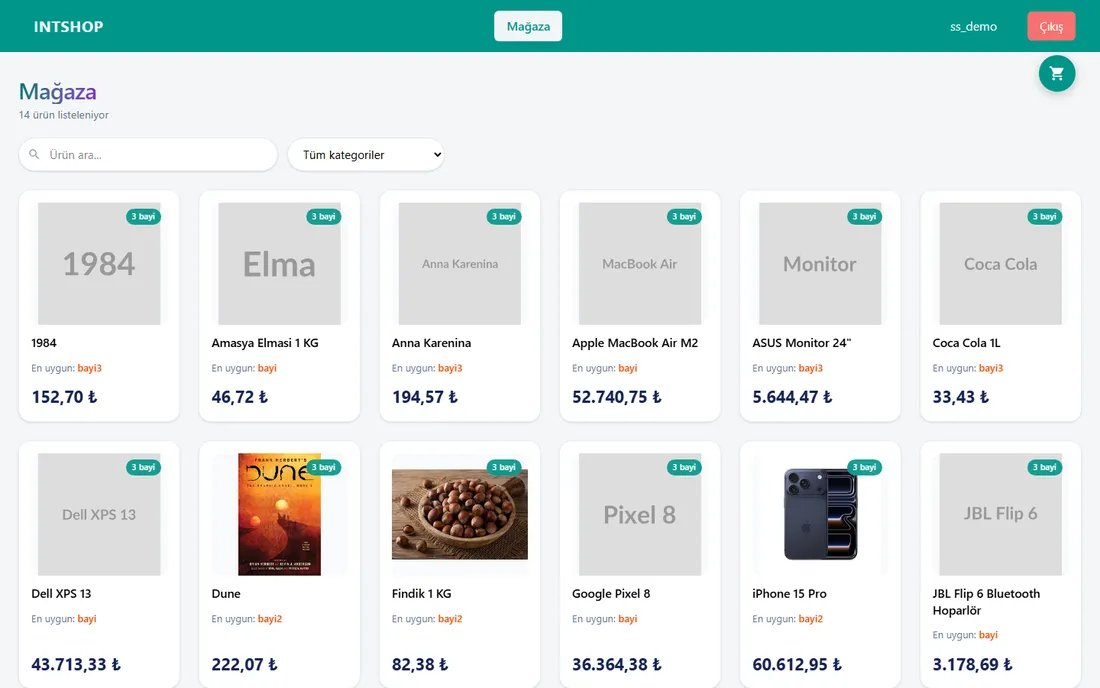 INTSHOP
Mağaza
ss_demo
Çıkış
Mağaza
14 ürün listeleniyor
Ürün ara...
Tüm kategoriler
3 bayi
1984
1984
En uygun: bayi3
152,70 ₺
3 bayi
Elma
Amasya Elmasi 1 KG
En uygun: bayi
46,72 ₺
3 bayi
Anna Karenina
Anna Karenina
En uygun: bayi3
194,57 ₺
3 bayi
MacBook Air
Apple MacBook Air M2
En uygun: bayi
52.740,75 ₺
3 bayi
Monitor
ASUS Monitor 24"
En uygun: bayi3
5.644,47 ₺
3 bayi
Coca Cola
Coca Cola 1L
En uygun: bayi3
33,43 ₺
3 bayi
Dell XPS 13
Dell XPS 13
En uygun: bayi
43.713,33 ₺
3 bayi
DUNE
Dune
En uygun: bayi2
222,07 ₺
3 bayi
Findik 1 KG
En uygun: bayi2
82,38 ₺
3 bayi
Pixel 8
Google Pixel 8
En uygun: bayi
36.364,38 ₺
3 bayi
iPhone 15 Pro
En uygun: bayi2
60.612,95 ₺
3 bayi
JBL Flip 6
JBL Flip 6 Bluetooth
Hoparlör
En uygun: bayi
3.178,69 ₺